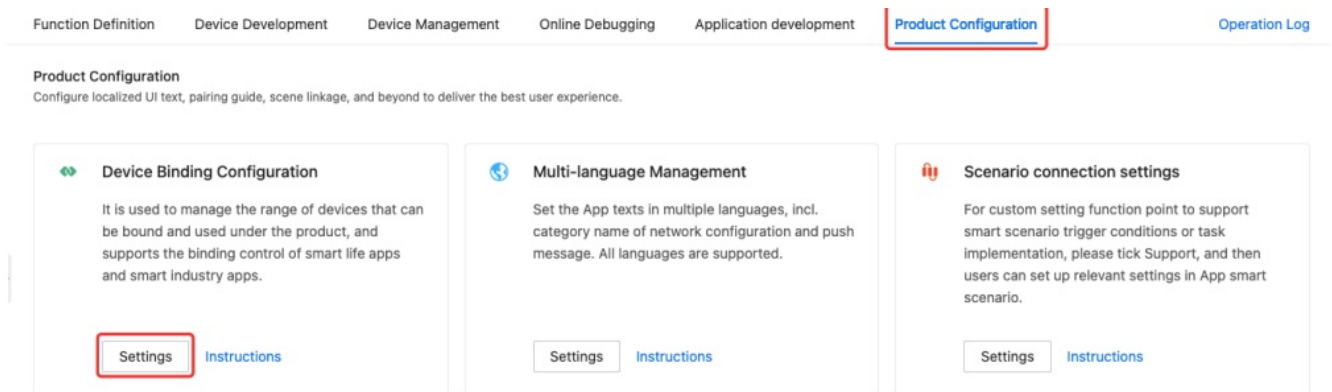 Function Definition Device Development Device Management Online Debugging Application development Product Configuration Operation Log
Product Configuration
Configure localized UI text, pairing guide, scene linkage, and beyond to deliver the best user experience.
Device Binding Configuration
It is used to manage the range of devices that can
be bound and used under the product, and
supports the binding control of smart life apps
and smart industry apps.
Settings Instructions
Multi-language Management
Set the App texts in multiple languages, incl.
category name of network configuration and push
message. All languages are supported.
Settings Instructions
Scenario connection settings
For custom setting function point to support
smart scenario trigger conditions or task
implementation, please tick Support, and then
users can set up relevant settings in App smart
scenario.
Settings Instructions